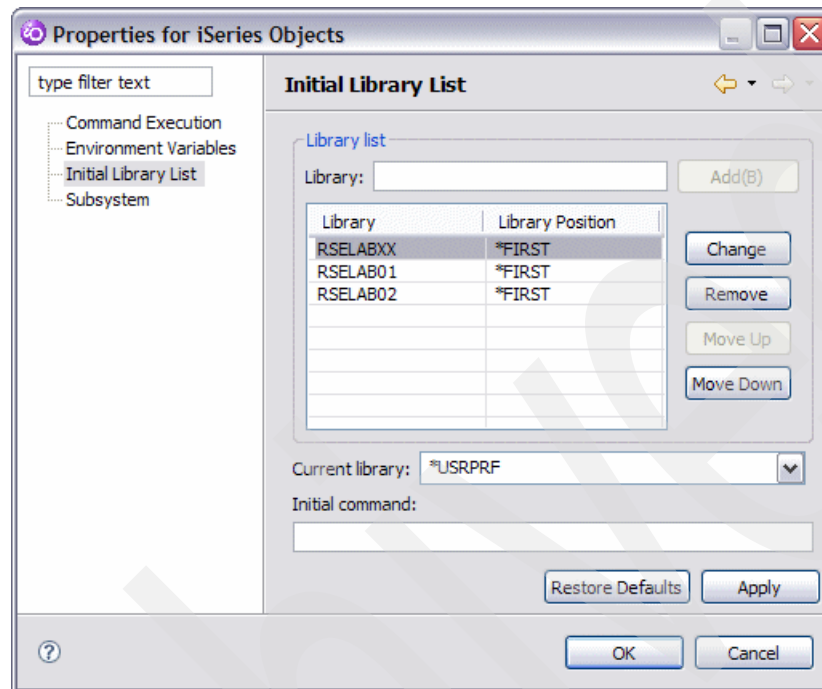 Properties for iSeries Objects
type filter text
Command Execution
Environment Variables
Initial Library List
Subsystem
Initial Library List
Library list
Library:
Add(B)
Library Library Position
RSELABXX *FIRST
RSELAB01 *FIRST
RSELAB02 *FIRST
Change
Remove
Move Up
Move Down
Current library: *USRPRF
Initial command:
Restore Defaults Apply
OK Cancel